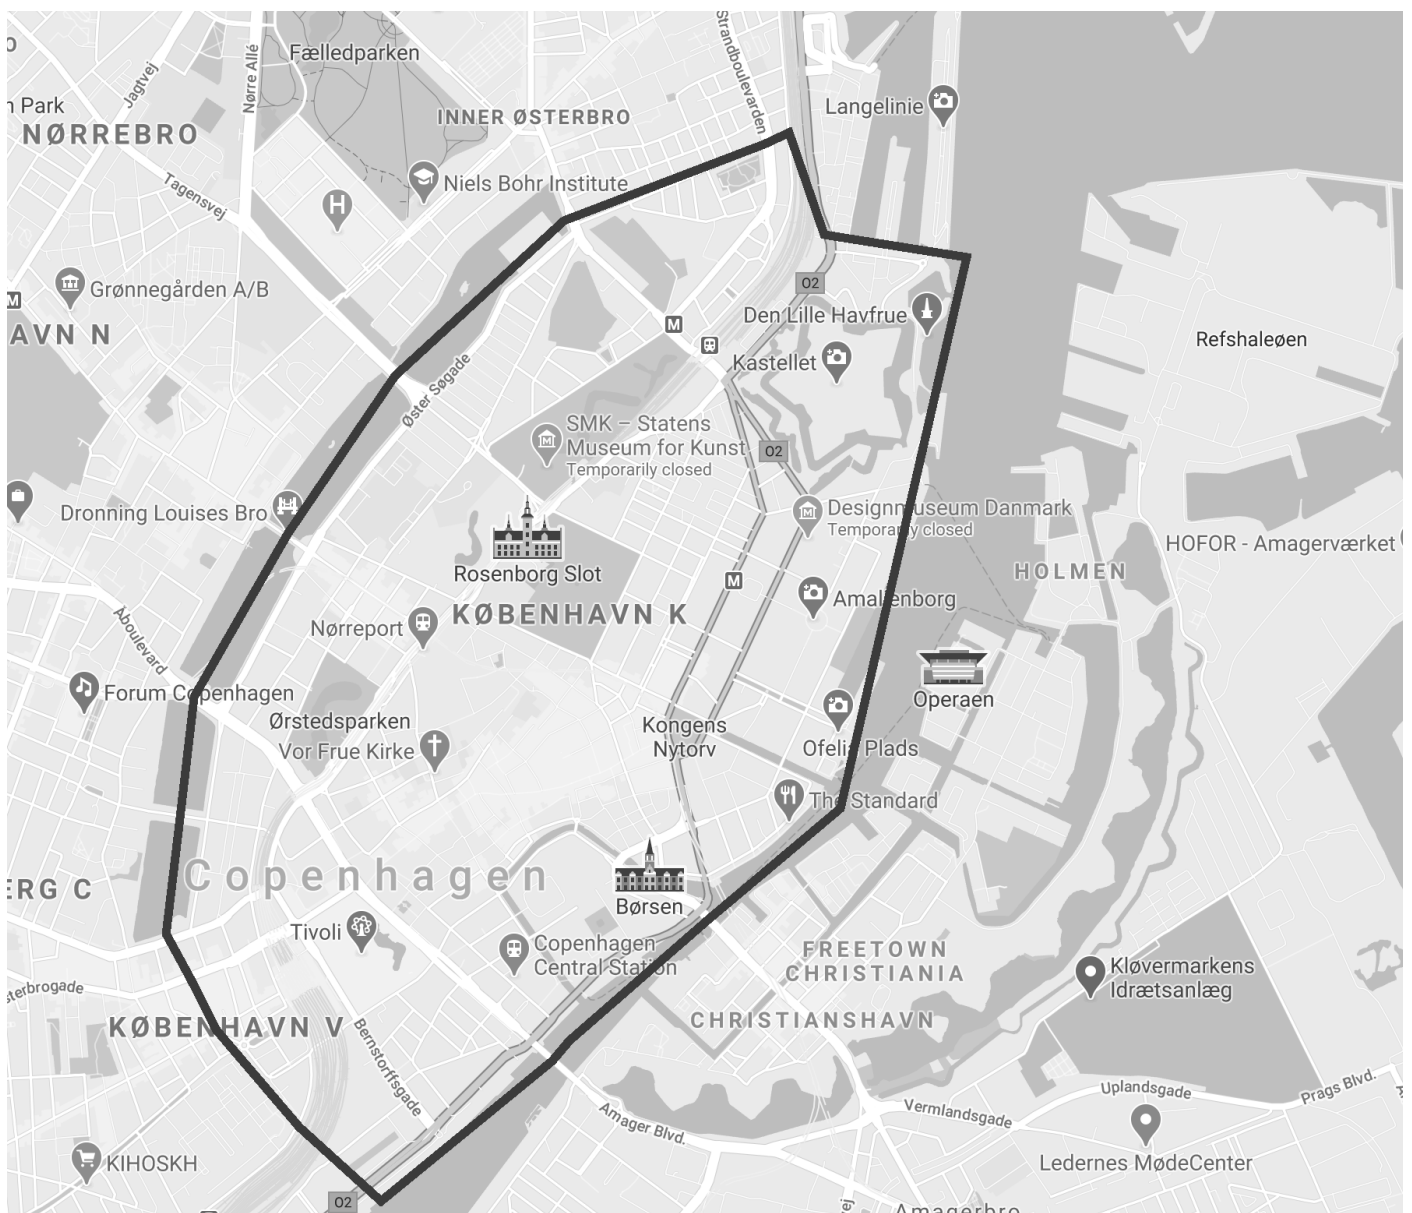 Fælledparken
Strandboulevarden
Nørre Allé
Jagtvej
n Park
NØRREBRO
INNER ØSTERBRO
Langelinie
Tagensvej
Niels Bohr Institute
H
Grønnegården A/B
M
AVN N
O2
M
Den Lille Havfrue
Kastellet
Refshaleøen
Øster Søgade
SMK – Statens
Museum for Kunst
Temporarily closed
O2
Dronning Louises Bro
Designmuseum Danmark
Temporarily closed
HOFOR - Amagerværket
HOLMEN
Rosenborg Slot
M
Amalienborg
KØBENHAVN K
Nørreport
Åboulevard
Forum Copenhagen
Operaen
Ørstedsparken
Vor Frue Kirke
Kongens
Nytorv
Ofelia Plads
The Standard
Copenhagen
ERG C
Børsen
Tivoli
Copenhagen
Central Station
FREETOWN
CHRISTIANIA
Kløvermarkens
Idrætsanlæg
sterbrogade
KØBENHAVN V
CHRISTIANSHAVN
Bernstorffsgade
Uplandsgade
Prags Blvd.
Vermlandsgade
Amager Blvd.
KIHOSKH
Ledernes MødeCenter
O2
vej
Amagerbro